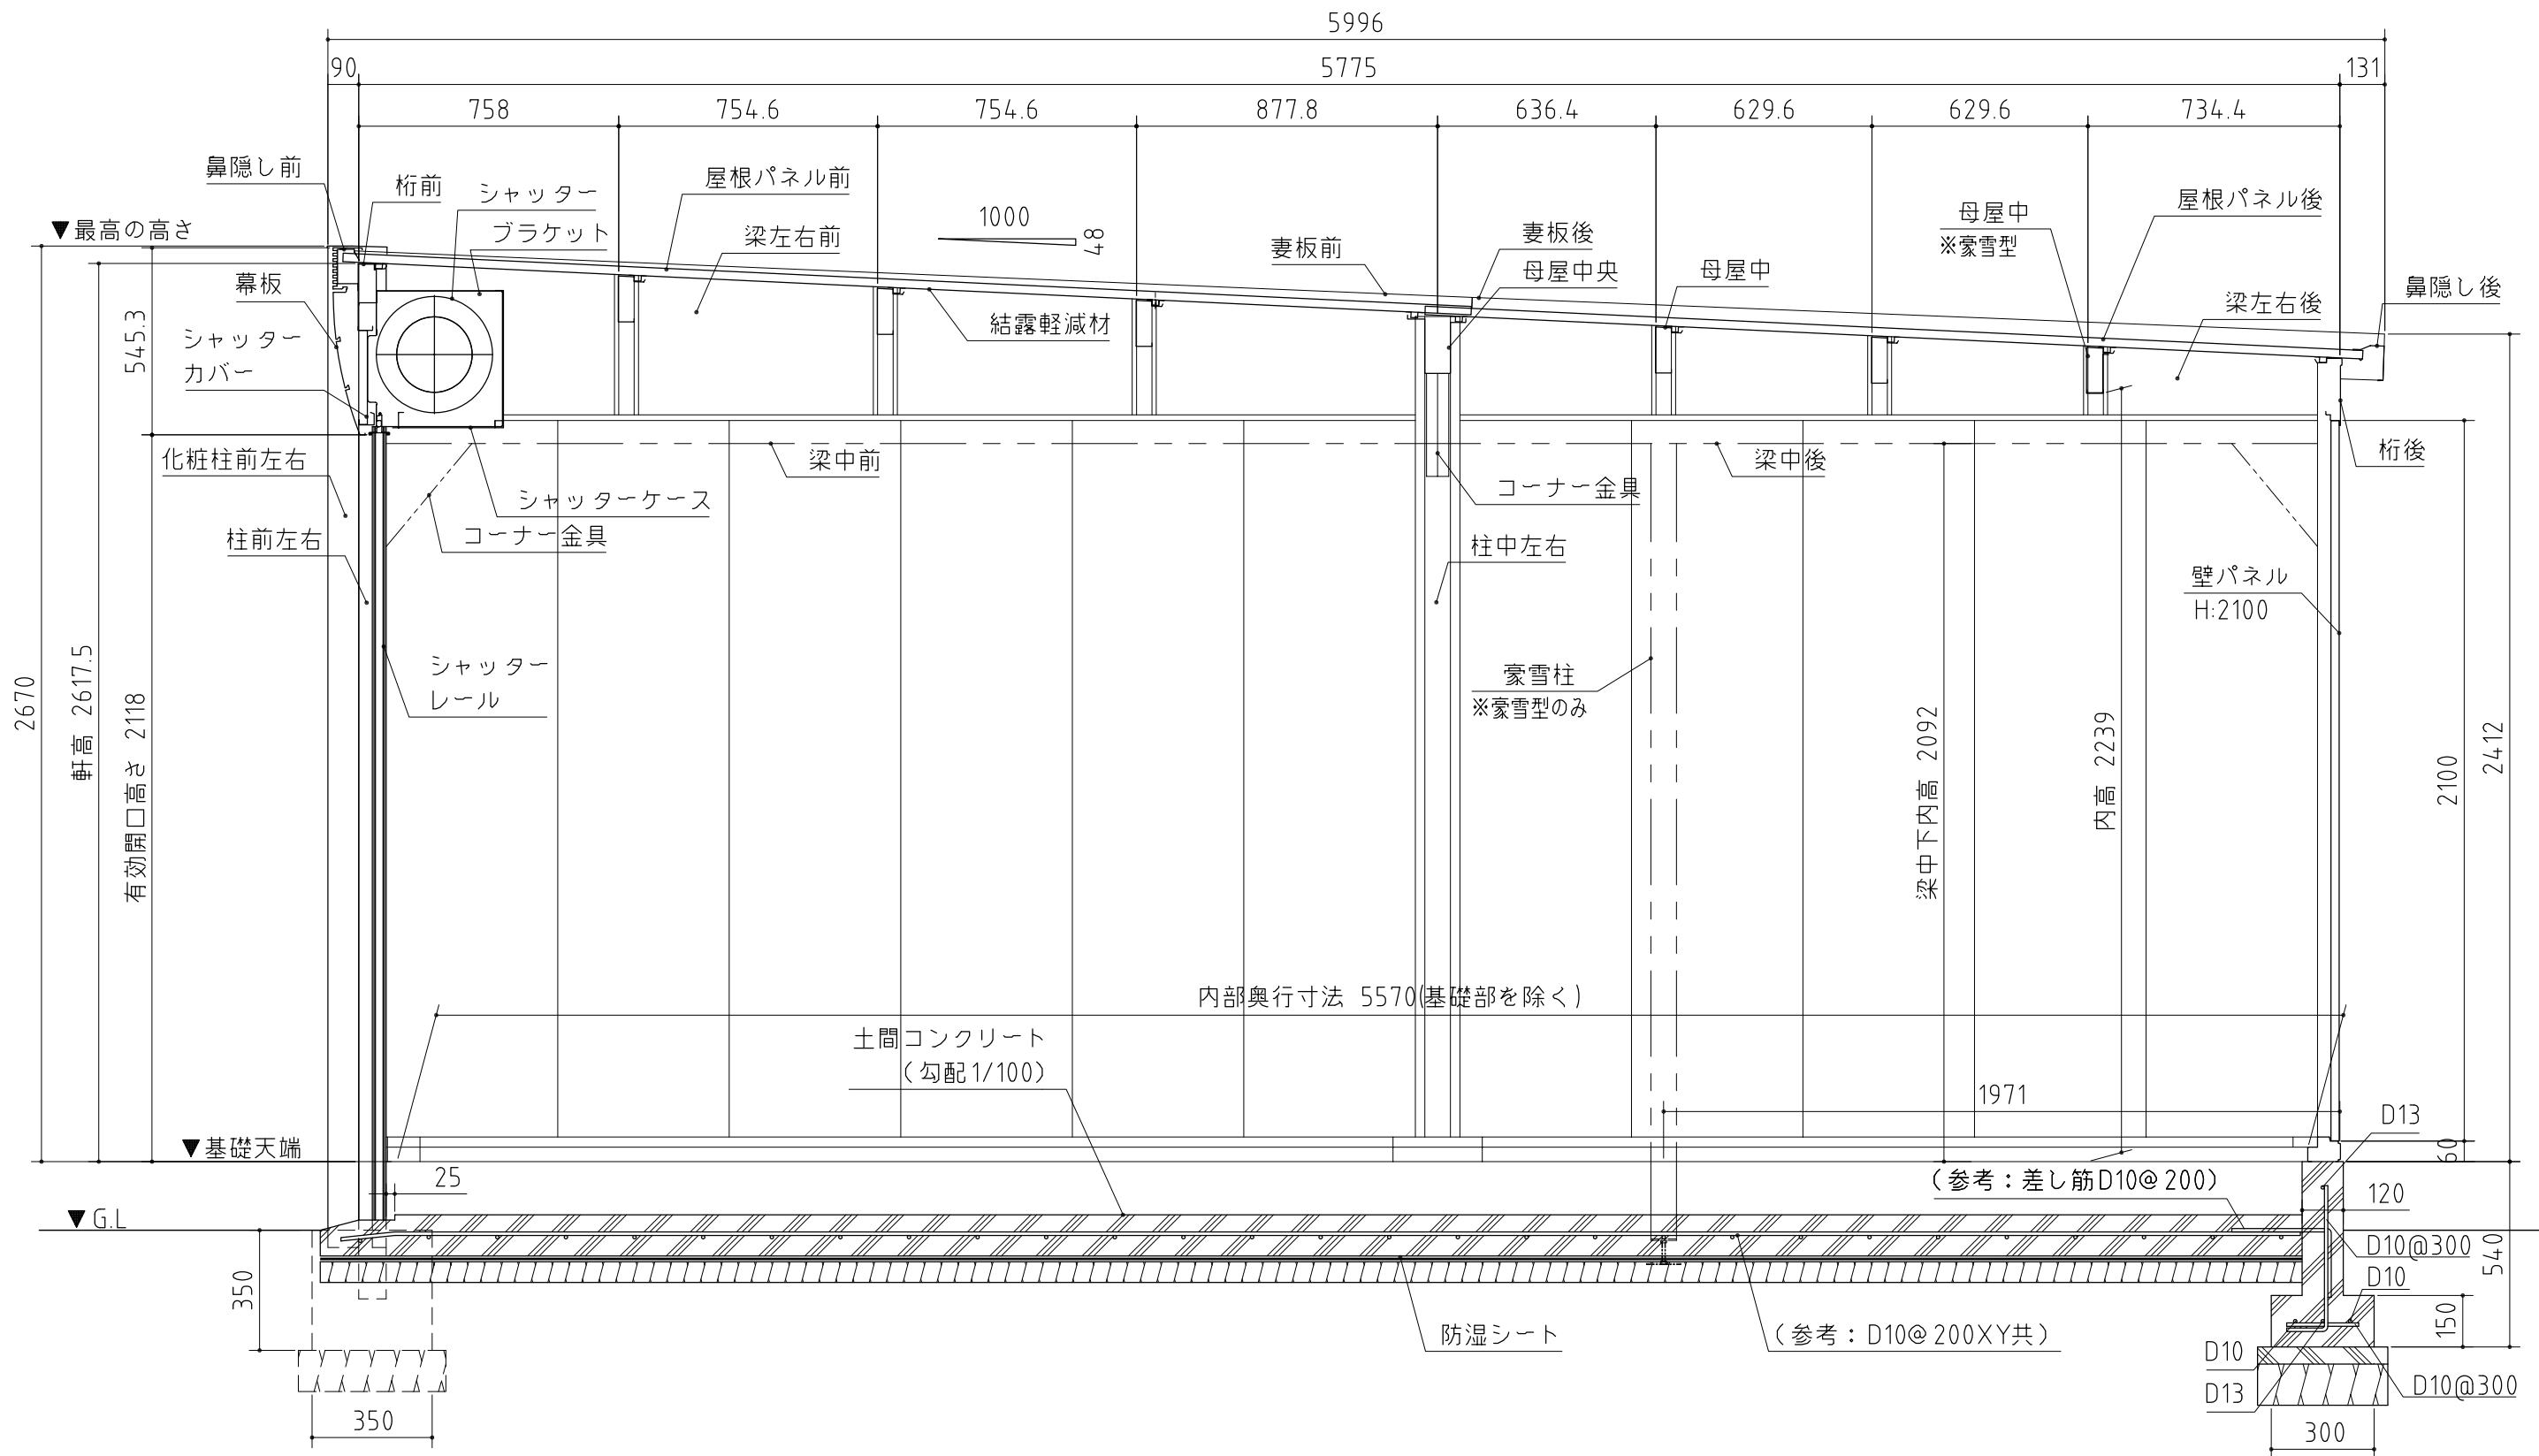 5996
90
5775
131
758
754.6
754.6
877.8
636.4
629.6
629.6
734.4
鼻隠し前
桁前
シャッター
ブラケット
屋根パネル前
梁左右前
1000
48
妻板前
妻板後
母屋中央
母屋中
母屋中
※豪雪型
屋根パネル後
梁左右後
鼻隠し後
▼最高の高さ
幕板
シャッター
カバー
545.3
結露軽減材
化粧柱前左右
梁中前
シャッターケース
コーナー金具
コーナー金具
梁中後
桁後
柱前左右
柱中左右
壁パネル
H:2100
シャッター
レール
豪雪柱
※豪雪型のみ
2670
軒高 2617.5
有効開口高さ 2118
梁中下内高 2092
内高 2239
2100
2412
内部奥行寸法 5570(基礎部を除く)
土間コンクリート
(勾配1/100)
1971
D13
▼基礎天端
60
25
(参考:差し筋D10@200)
120
▼G.L
D10@300
540
D10
350
150
防湿シート
(参考:D10@200XY共)
D10
D13
D10@300
350
300